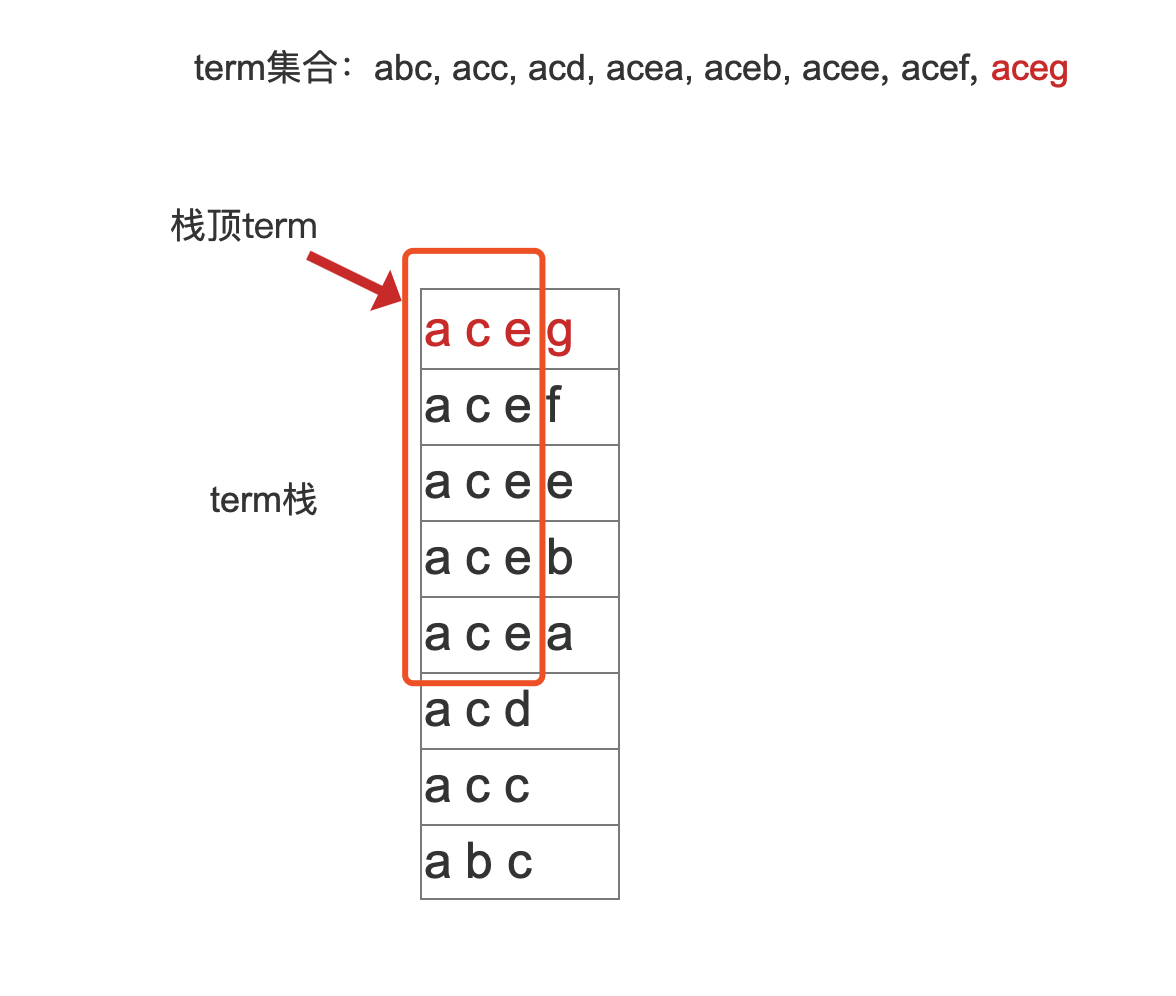 term集合：abc, acc, acd, acea, aceb, acee, acef, aceg
栈顶term
a c e g
a c e f
a c e e
term栈
a c e b
a c e a
a c d
a c c
a b c